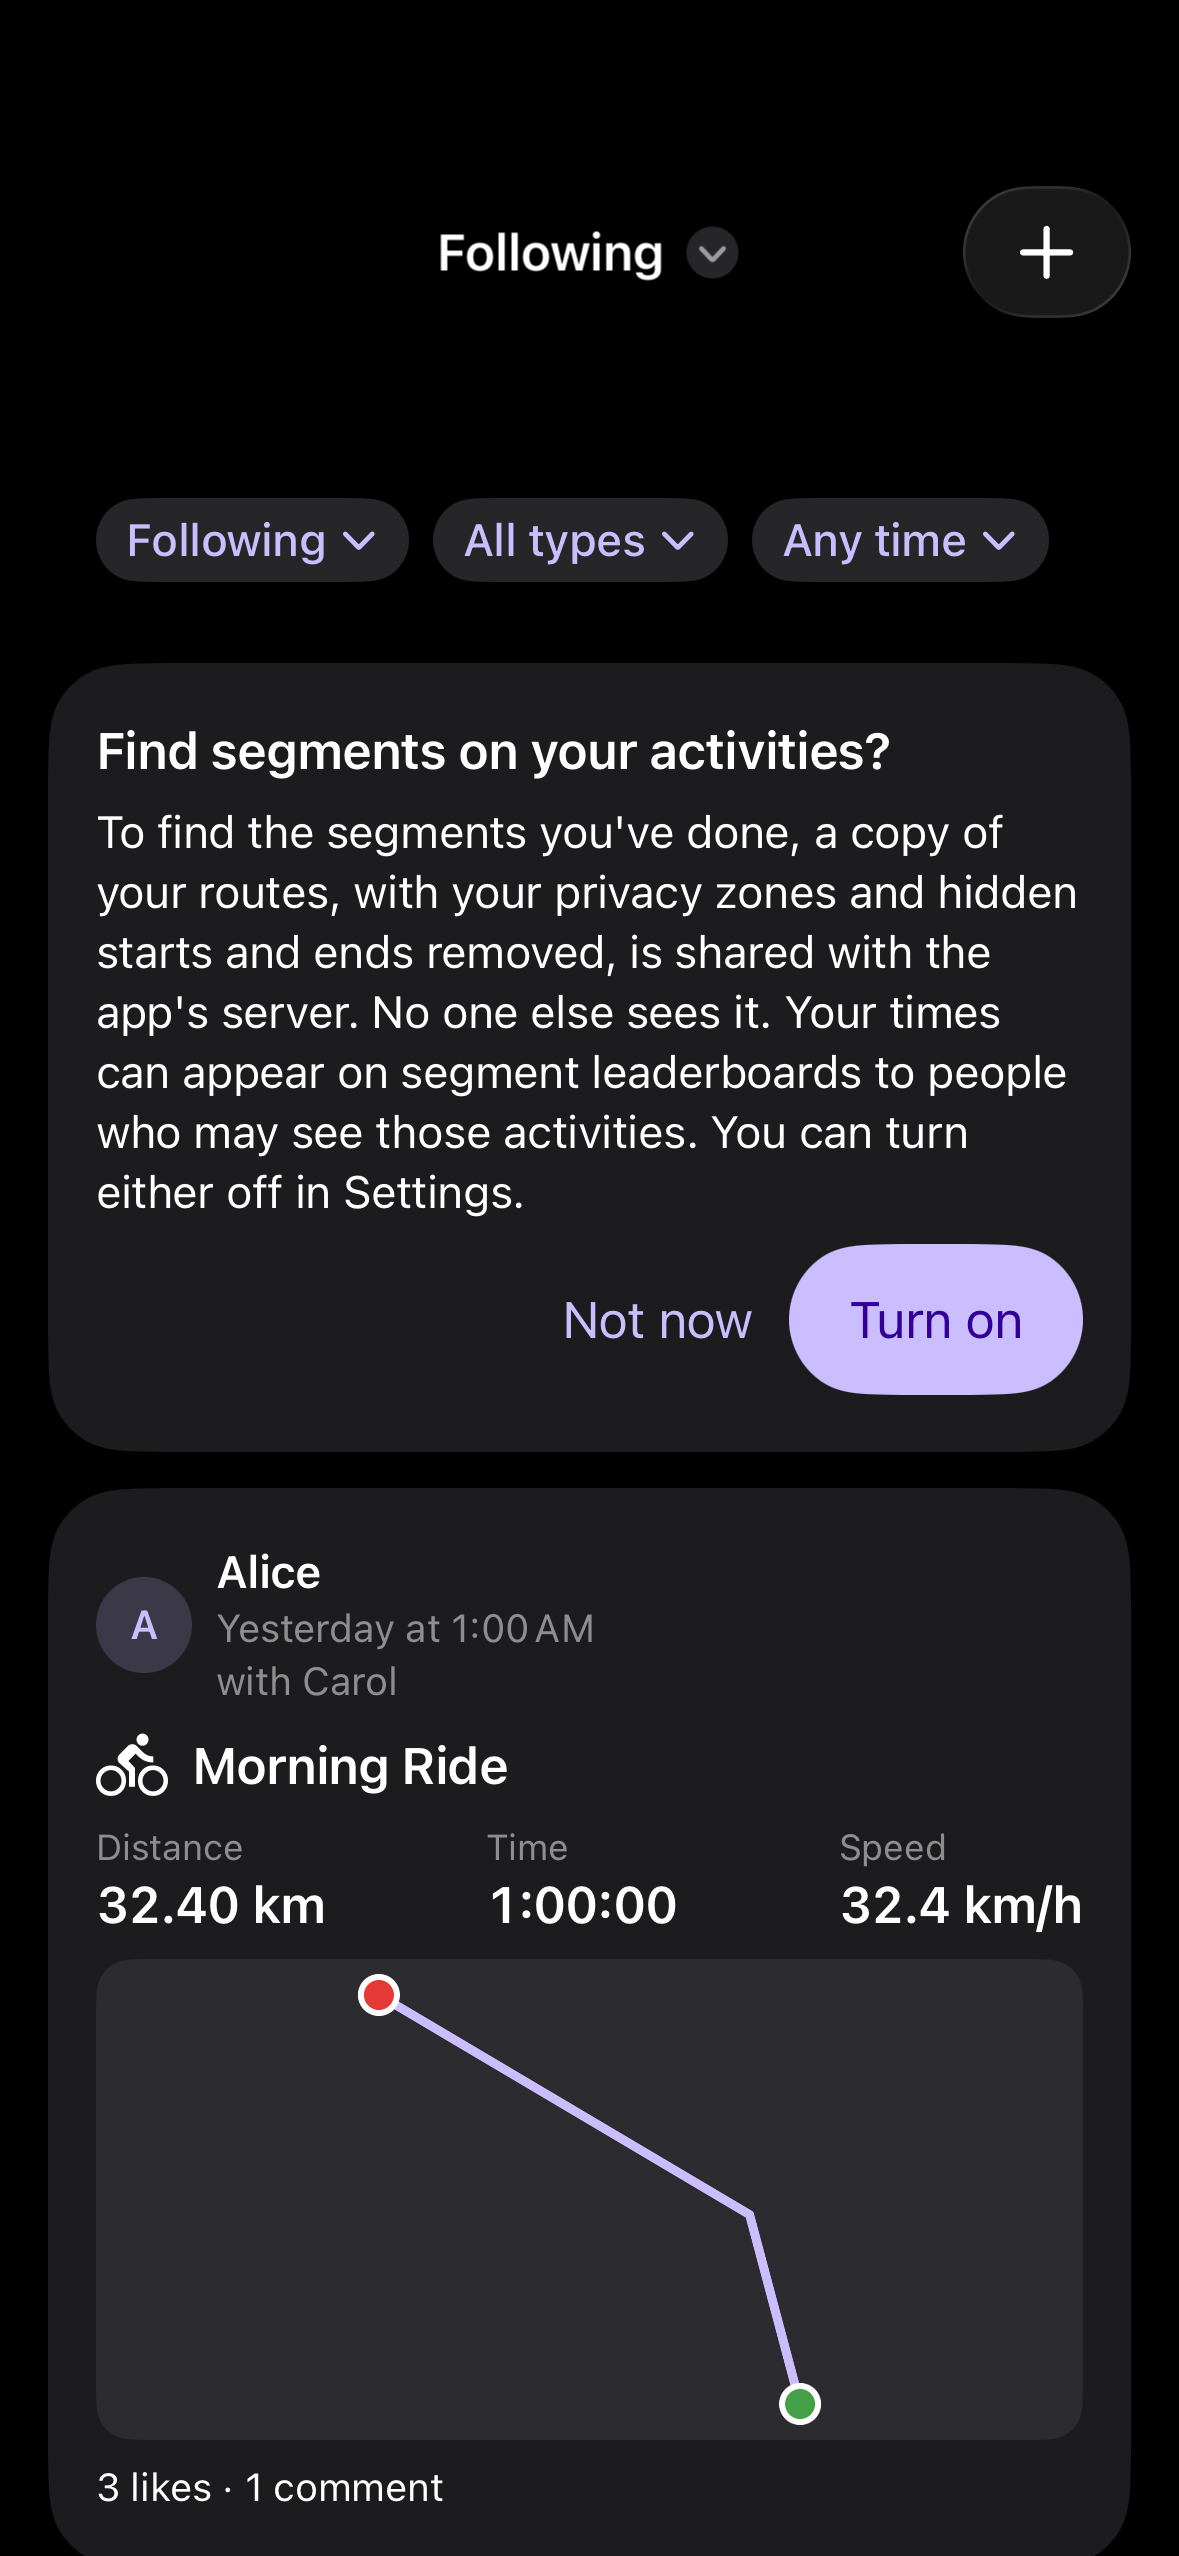 Following
Following
All types
Any time
Find segments on your activities?
To find the segments you've done, a copy of
your routes, with your privacy zones and hidden
starts and ends removed, is shared with the
app's server. No one else sees it. Your times
can appear on segment leaderboards to people
who may see those activities. You can turn
either off in Settings.
Not now
Turn on
A
Alice
Yesterday at 1:00 AM
with Carol
Morning Ride
Distance
Time
Speed
32.40 km
1:00:00
32.4 km/h
3 likes · 1 comment